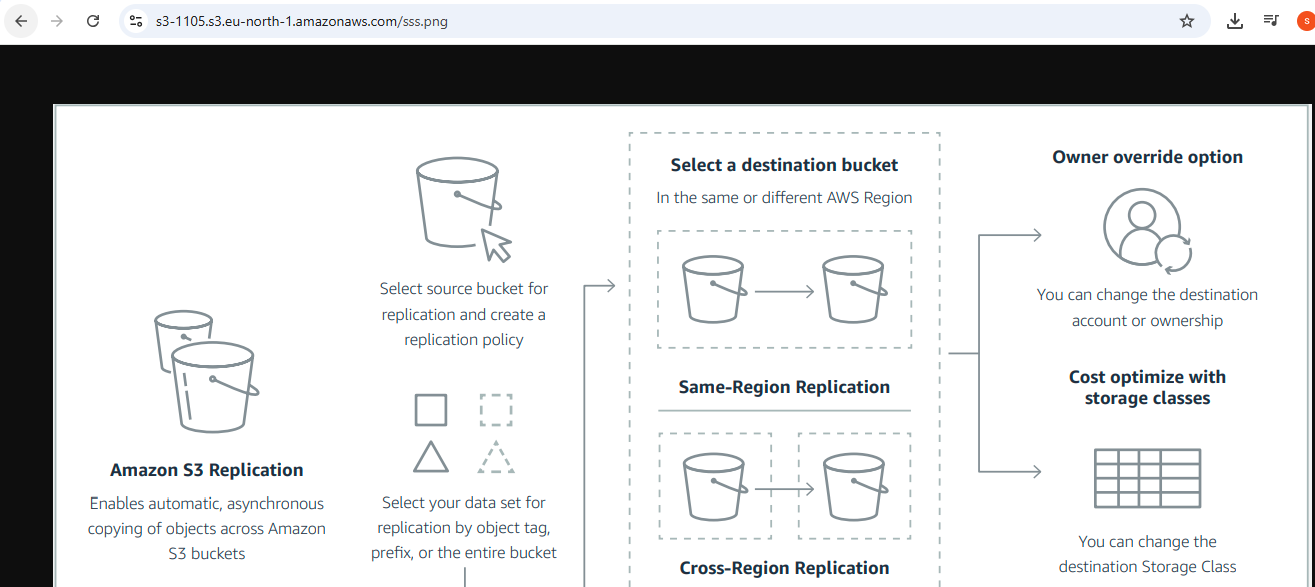 s3-1105.s3.eu-north-1.amazonaws.com/sss.png
s
Amazon S3 Replication
Enables automatic, asynchronous
copying of objects across Amazon
S3 buckets
Select source bucket for
replication and create a
replication policy
Select your data set for
replication by object tag,
prefix, or the entire bucket
Select a destination bucket
In the same or different AWS Region
Same-Region Replication
Cross-Region Replication
Owner override option
You can change the destination
account or ownership
Cost optimize with
storage classes
You can change the
destination Storage Class